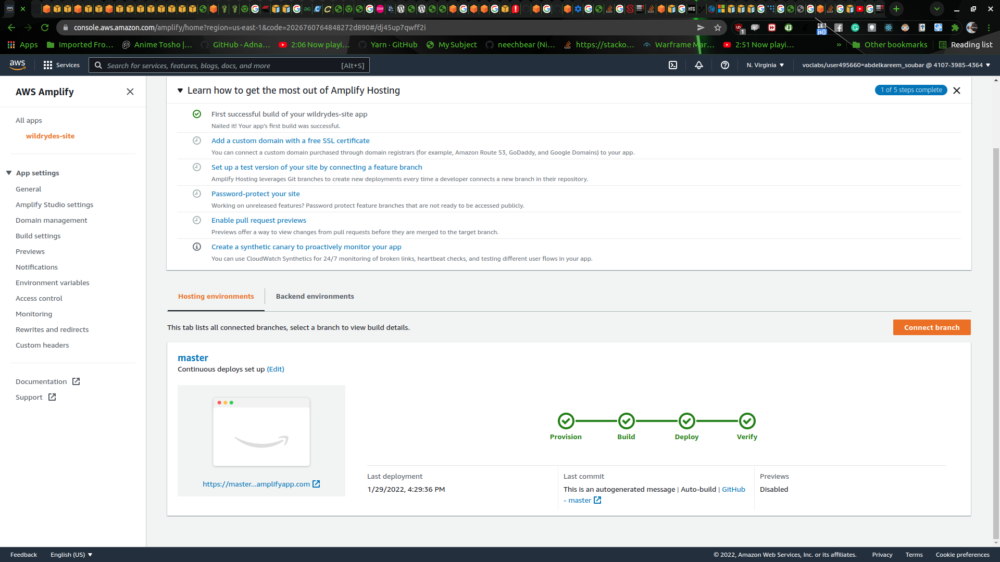 console.aws.amazon.com/amplify/home?region=us-east-1&code=2026760764848272d890#/dj45up7qwff2i
Apps
Imported Fro...
Anime Tosho |...
GitHub - Adna...
2:06 Now playi...
Yarn · GitHub
My Subject
neechbear (Ni...
https://stacko...
Warframe Mar...
2:51 Now playi...
»
Other bookmarks
Reading list
aws
Services
Search for services, features, blogs, docs, and more
[Alt+S]
N. Virginia
voclabs/user495660=abdelkareem_soubar @ 4107-3985-4364
AWS Amplify
All apps
wildrydes-site
App settings
General
Amplify Studio settings
Domain management
Build settings
Previews
Notifications
Environment variables
Access control
Monitoring
Rewrites and redirects
Custom headers
Documentation
Support
Learn how to get the most out of Amplify Hosting
1 of 5 steps complete
First successful build of your wildrydes-site app
Nailed it! Your app's first build was successful.
Add a custom domain with a free SSL certificate
You can connect a custom domain purchased through domain registrars (for example, Amazon Route 53, GoDaddy, and Google Domains) to your app.
Set up a test version of your site by connecting a feature branch
Amplify Hosting leverages Git branches to create new deployments every time a developer connects a new branch in their repository.
Password-protect your site
Working on unreleased features? Password protect feature branches that are not ready to be accessed publicly.
Enable pull request previews
Previews offer a way to view changes from pull requests before they are merged to the target branch.
Create a synthetic canary to proactively monitor your app
You can use CloudWatch Synthetics for 24/7 monitoring of broken links, heartbeat checks, and testing different user flows in your app.
Hosting environments
Backend environments
This tab lists all connected branches, select a branch to view build details.
Connect branch
master
Continuous deploys set up (Edit)
https://master...amplifyapp.com
Provision
Build
Deploy
Verify
Last deployment
1/29/2022, 4:29:36 PM
Last commit
This is an autogenerated message | Auto-build | GitHub
- master
Previews
Disabled
Feedback
English (US)
© 2022, Amazon Web Services, Inc. or its affiliates.
Privacy
Terms
Cookie preferences